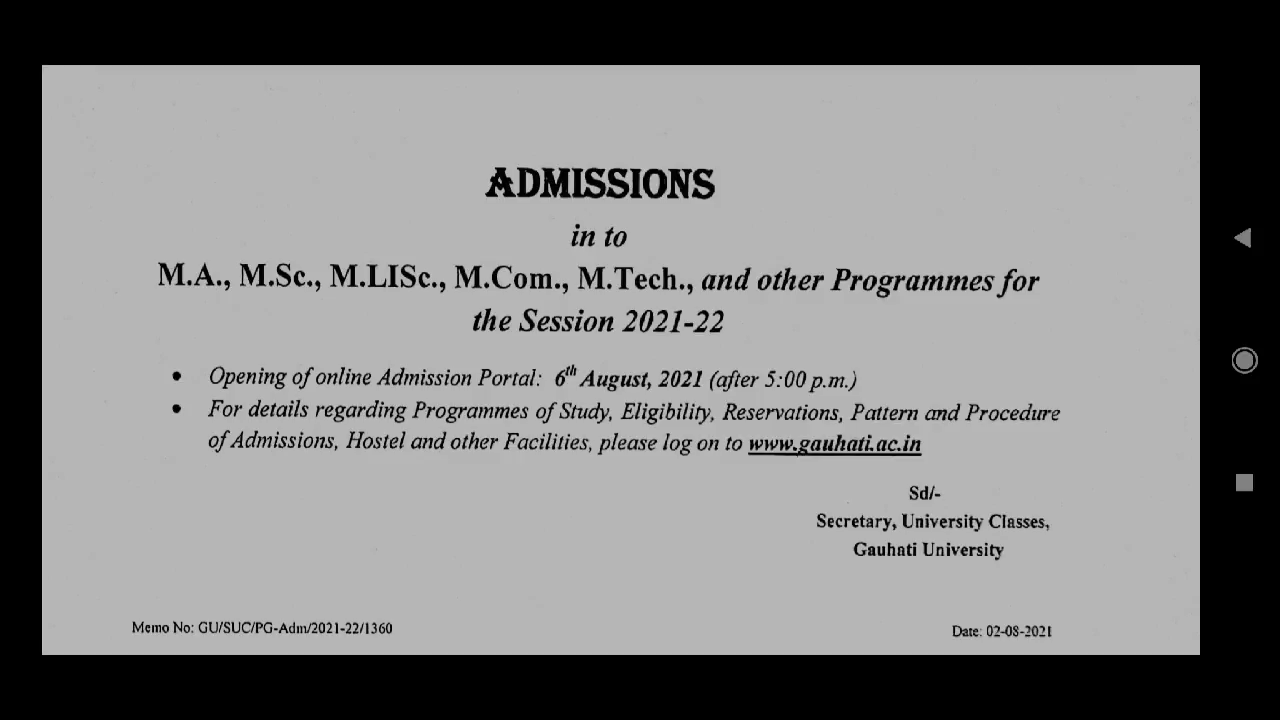 ADMISSIONS
in to
M.A., M.Sc., M.LISc., M.Com., M.Tech., and other Programmes for
the Session 2021-22
• Opening of online Admission Portal: 6th August, 2021 (after 5:00 p.m.)
• For details regarding Programmes of Study, Eligibility, Reservations, Pattern and Procedure
of Admissions, Hostel and other Facilities, please log on to www.gauhati.ac.in
Sd/-
Secretary, University Classes,
Gauhati University
Memo No: GU/SUC/PG-Adm/2021-22/1360
Date: 02-08-2021